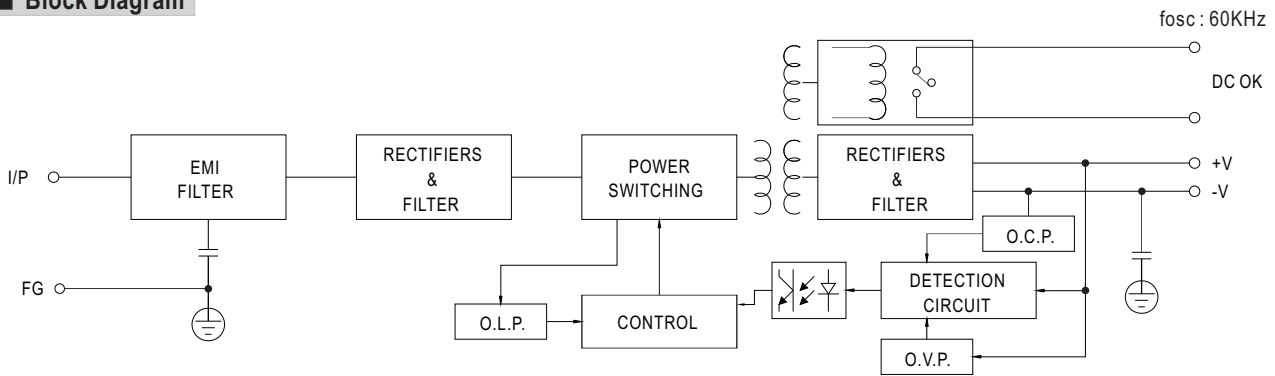 ■ Block Diagram
fosc : 60KHz
DC OK
I/P
EMI
FILTER
RECTIFIERS
&
FILTER
POWER
SWITCHING
RECTIFIERS
&
FILTER
+V
-V
O.C.P.
FG
O.L.P.
CONTROL
DETECTION
CIRCUIT
O.V.P.